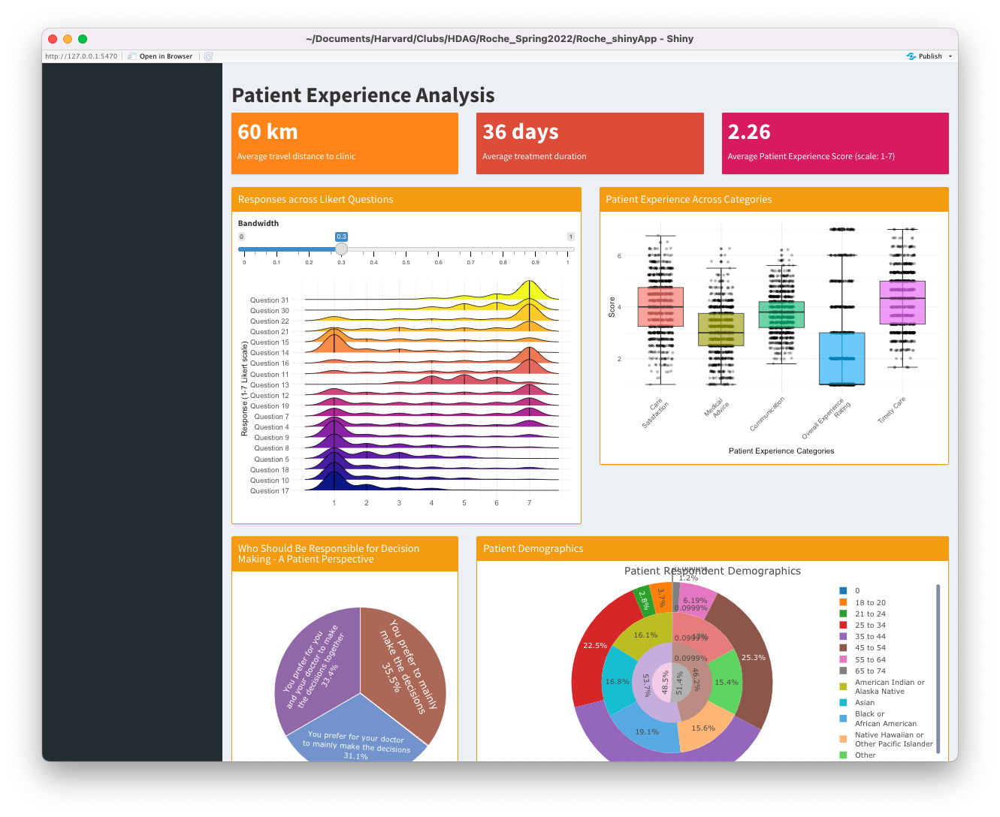 ~/Documents/Harvard/Clubs/HDAG/Roche_Spring2022/Roche_shinyApp - Shiny
http://127.0.0.1:5470
Open in Browser
Publish
Patient Experience Analysis
60 km
Average travel distance to clinic
36 days
Average treatment duration
2.26
Average Patient Experience Score (scale: 1-7)
Responses across Likert Questions
Bandwidth
0
0.3
1
0 0.1 0.2 0.3 0.4 0.5 0.6 0.7 0.8 0.9 1
Response (1-7 Likert scale)
Question 31
Question 30
Question 22
Question 21
Question 15
Question 14
Question 16
Question 11
Question 13
Question 12
Question 19
Question 7
Question 4
Question 9
Question 8
Question 5
Question 18
Question 10
Question 17
1 2 3 4 5 6 7
Patient Experience Across Categories
Score
6
4
2
Care
Satisfaction
Medical
Advice
Communication
Overall Experience
Rating
Timely Care
Patient Experience Categories
Who Should Be Responsible for Decision
Making - A Patient Perspective
You prefer for you
and your doctor to make
the decisions together
33.4%
You prefer to mainly
make the decisions
35.5%
You prefer for your doctor
to mainly make the decisions
31.1%
Patient Demographics
Patient Respondent Demographics
1.2%
2.8%
3.7%
6.19%
0.0999%
22.5%
16.1%
0.0999%
17%
25.3%
0.0999%
16.8%
53.7%
48.5%
51.4%
46.2%
15.4%
19.1%
15.6%
0
18 to 20
21 to 24
25 to 34
35 to 44
45 to 54
55 to 64
65 to 74
American Indian or
Alaska Native
Asian
Black or
African American
Native Hawaiian or
Other Pacific Islander
Other